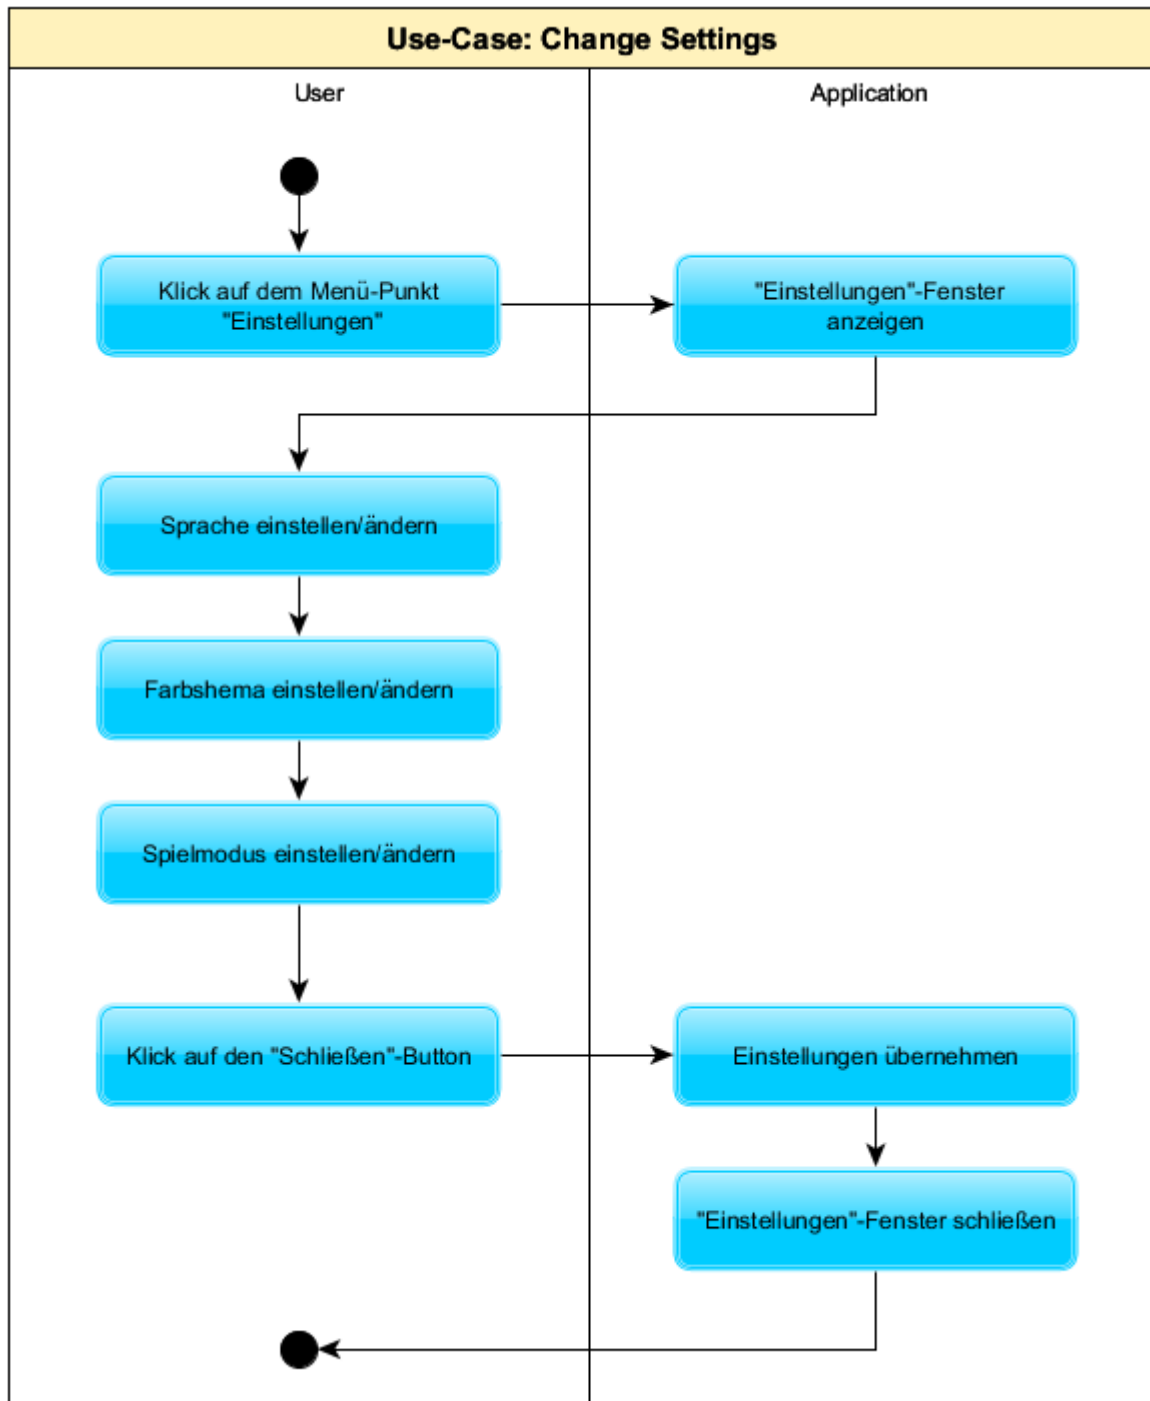 Use-Case: Change Settings
User
Application
Klick auf dem Menü-Punkt
"Einstellungen"
"Einstellungen"-Fenster
anzeigen
Sprache einstellen/ändern
Farbshema einstellen/ändern
Spielmodus einstellen/ändern
Klick auf den "Schließen"-Button
Einstellungen übernehmen
"Einstellungen"-Fenster schließen